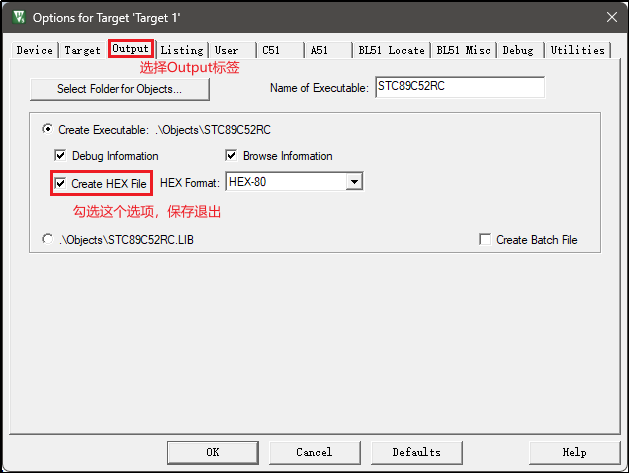 Options for Target 'Target 1'
Device Target Output Listing User C51 A51 BL51 Locate BL51 Misc Debug Utilities
选择Output标签
Select Folder for Objects... Name of Executable: STC89C52RC
Create Executable: .\Objects\STC89C52RC
Debug Information Browse Information
Create HEX File HEX Format: HEX-80
勾选这个选项，保存退出
.\Objects\STC89C52RC.LIB Create Batch File
OK Cancel Defaults Help